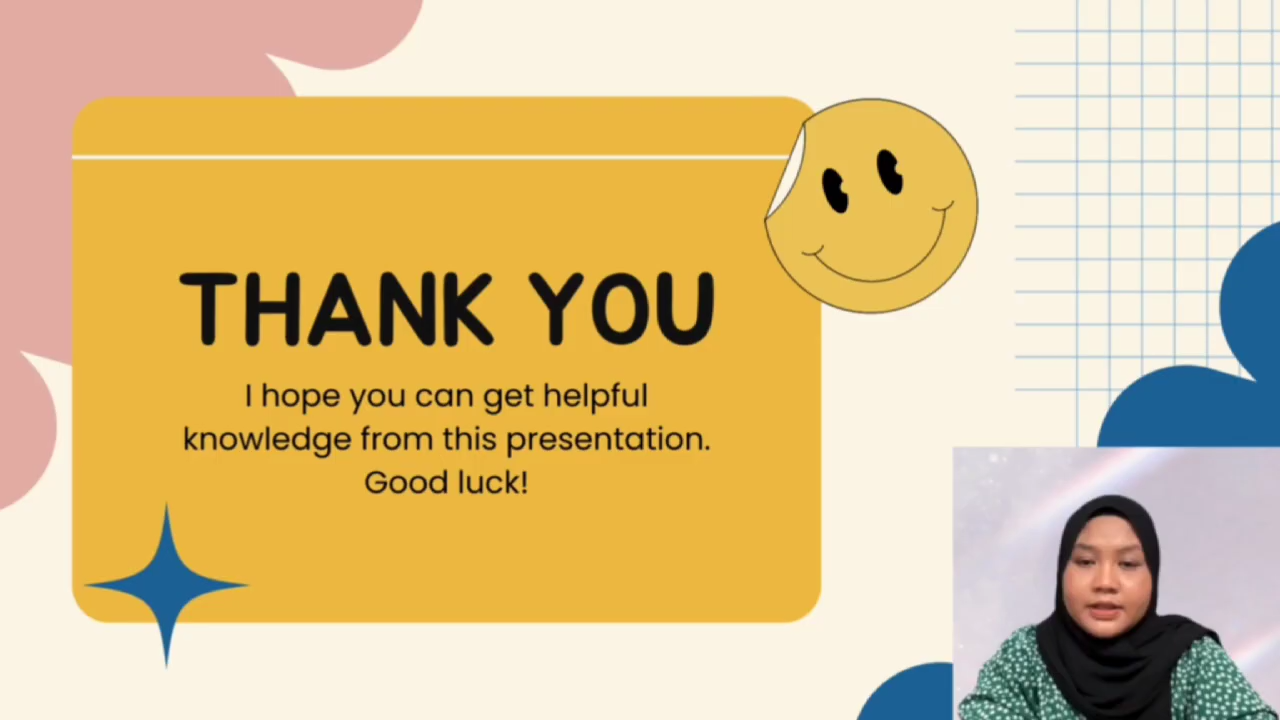 THANK YOU
I hope you can get helpful
knowledge from this presentation.
Good luck!